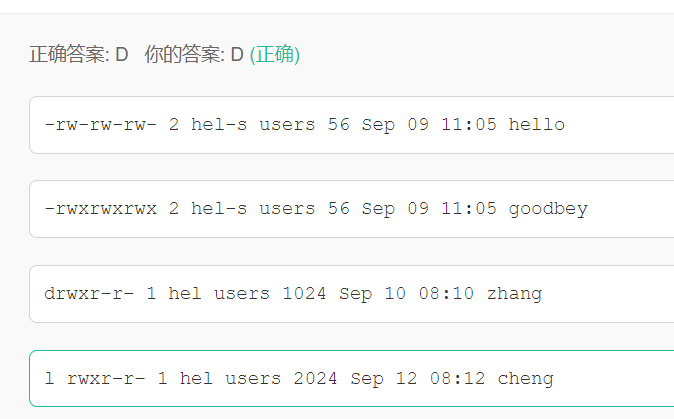 正确答案: D 你的答案: D (正确)
-rw-rw-rw- 2 hel-s users 56 Sep 09 11:05 hello
-rwxrwxrwx 2 hel-s users 56 Sep 09 11:05 goodbey
drwxr-r- 1 hel users 1024 Sep 10 08:10 zhang
l rwxr-r- 1 hel users 2024 Sep 12 08:12 cheng